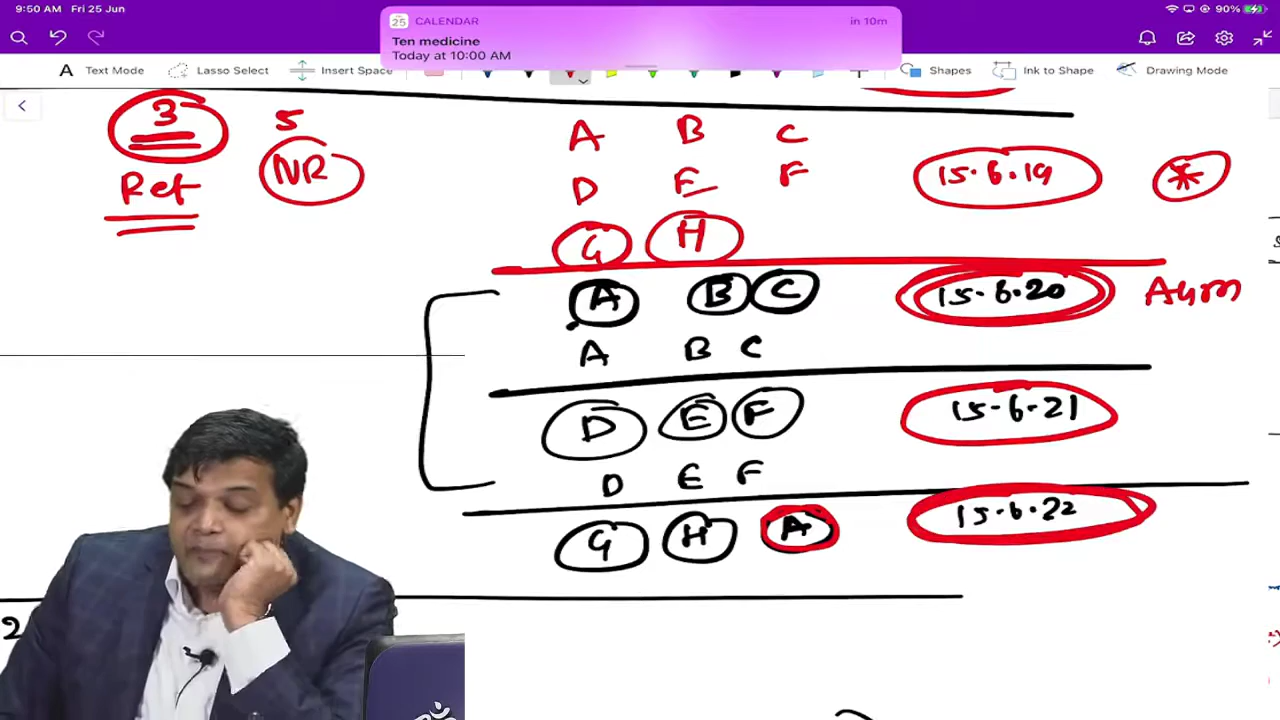 9:50 AM Fri 25 Jun
90%
25 CALENDAR in 10m
Ten medicine
Today at 10:00 AM
A Text Mode Lasso Select Insert Space Shapes Ink to Shape Drawing Mode
3 5 A B C
Ret NR D E F 15.6.19 *
G H
A B C 15.6.20
A B C
D E F 15.6.21
D E F
G H A 15.6.22
2
ॐ